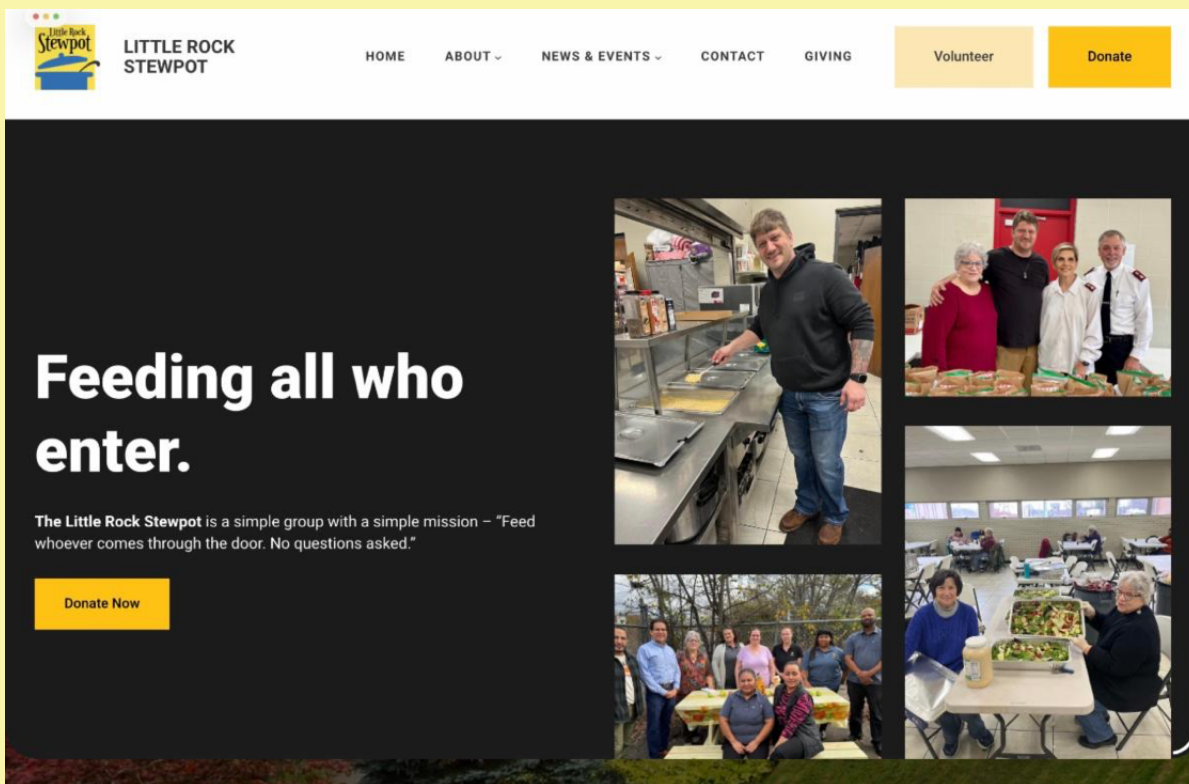 Little Rock
Stewpot
LITTLE ROCK
STEWPOT
HOME
ABOUT
NEWS & EVENTS
CONTACT
GIVING
Volunteer
Donate
Feeding all who
enter.
The Little Rock Stewpot is a simple group with a simple mission – “Feed
whoever comes through the door. No questions asked.”
Donate Now